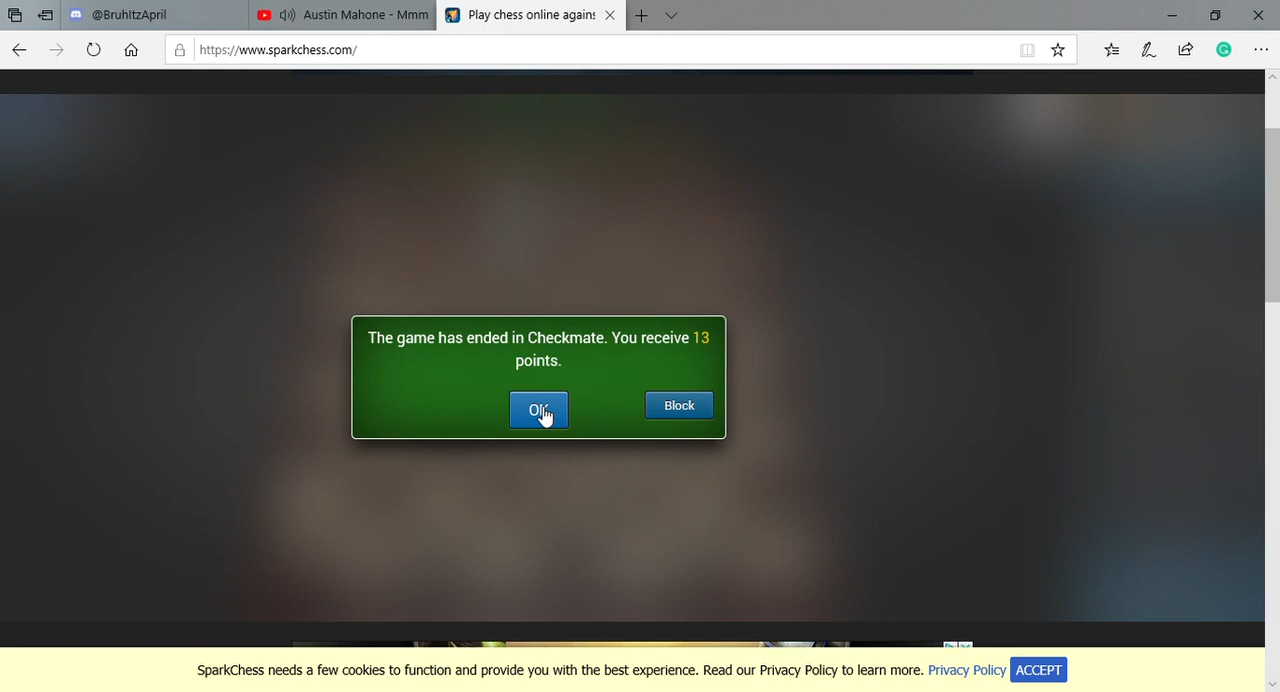 @BruhItzApril
Austin Mahone - Mmm
Play chess online agains
https://www.sparkchess.com/
The game has ended in Checkmate. You receive 13
points.
OK
Block
SparkChess needs a few cookies to function and provide you with the best experience. Read our Privacy Policy to learn more. Privacy Policy ACCEPT